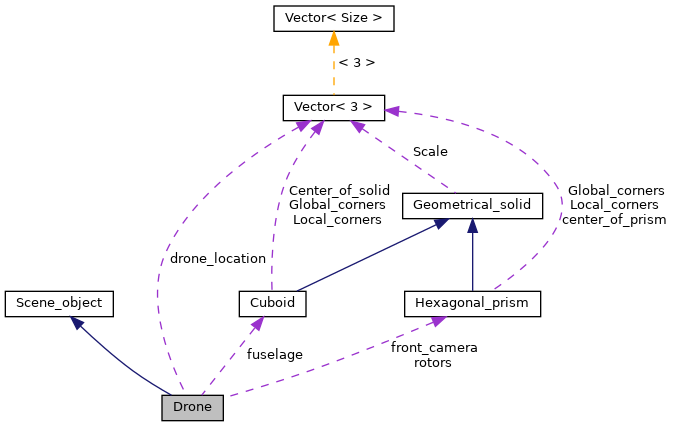 Vector< Size >
< 3 >
Vector< 3 >
Scale
Center_of_solid
Global_corners
Local_corners
Global_corners
Local_corners
center_of_prism
Geometrical_solid
drone_location
Scene_object
Cuboid
Hexagonal_prism
fuselage
front_camera
rotors
Drone